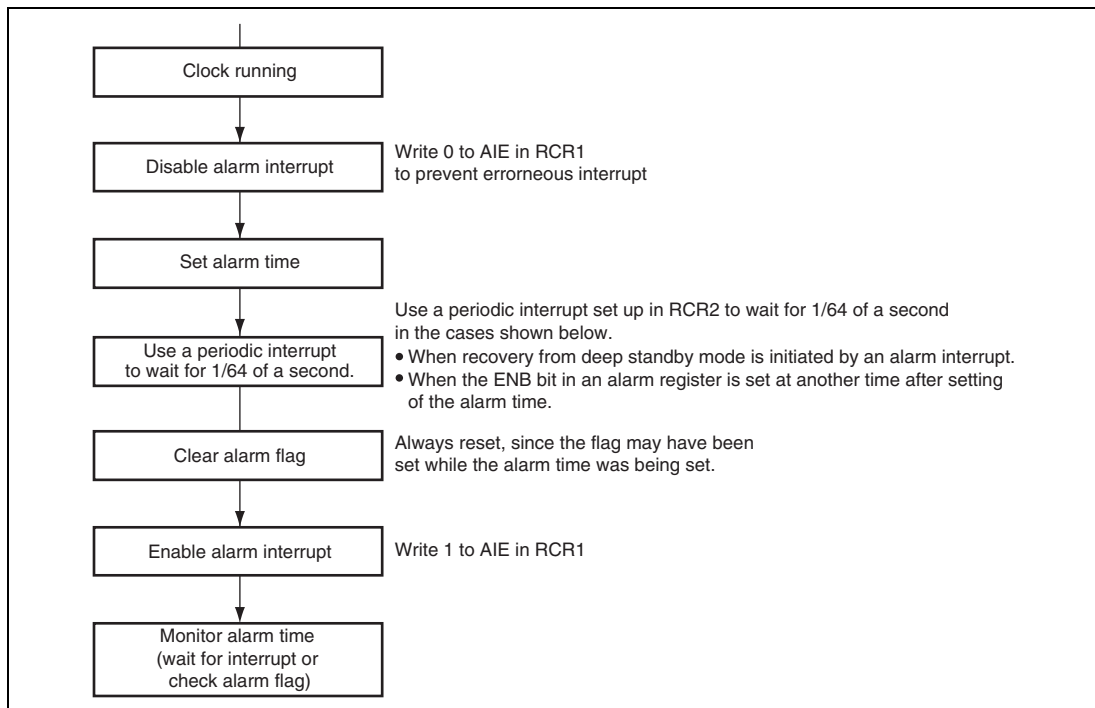 Clock running
Disable alarm interrupt
Write 0 to AIE in RCR1
to prevent errorneous interrupt
Set alarm time
Use a periodic interrupt
to wait for 1/64 of a second.
Use a periodic interrupt set up in RCR2 to wait for 1/64 of a second
in the cases shown below.
• When recovery from deep standby mode is initiated by an alarm interrupt.
• When the ENB bit in an alarm register is set at another time after setting
of the alarm time.
Clear alarm flag
Always reset, since the flag may have been
set while the alarm time was being set.
Enable alarm interrupt
Write 1 to AIE in RCR1
Monitor alarm time
(wait for interrupt or
check alarm flag)